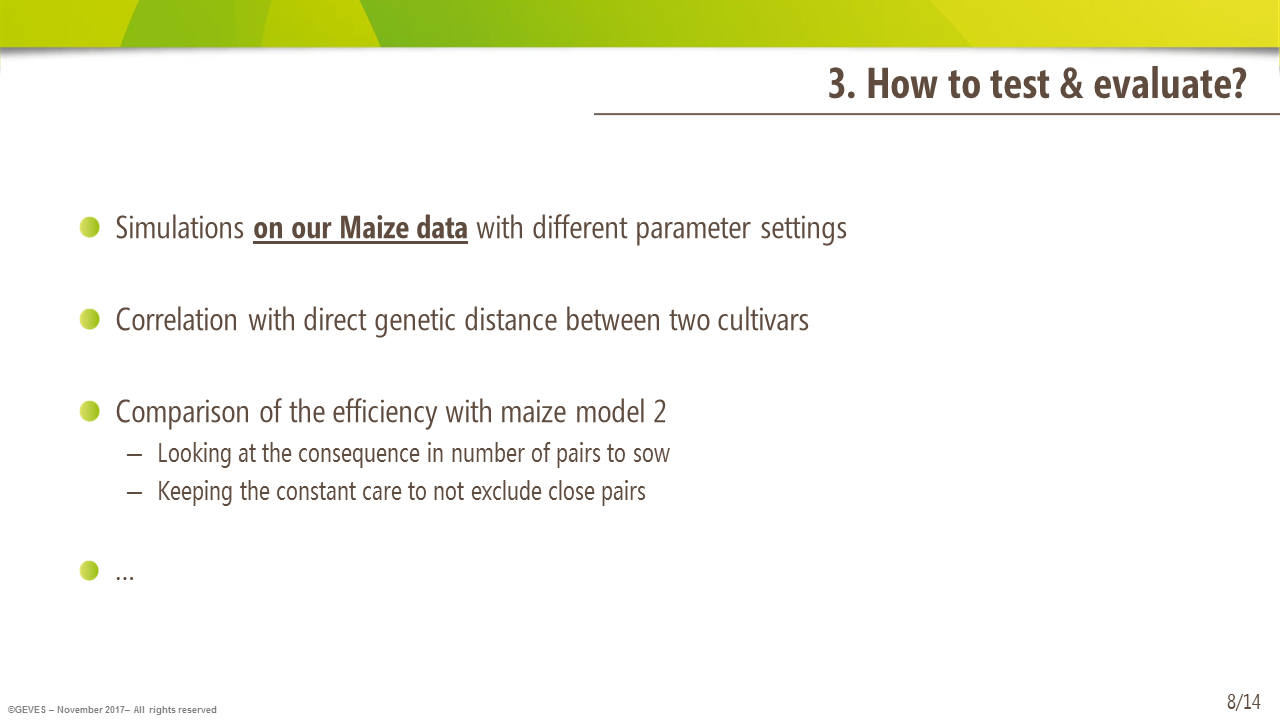 3. How to test & evaluate?
Simulations on our Maize data with different parameter settings
Correlation with direct genetic distance between two cultivars
Comparison of the efficiency with maize model 2
– Looking at the consequence in number of pairs to sow
– Keeping the constant care to not exclude close pairs
...
©GEVES – November 2017– All rights reserved
8/14